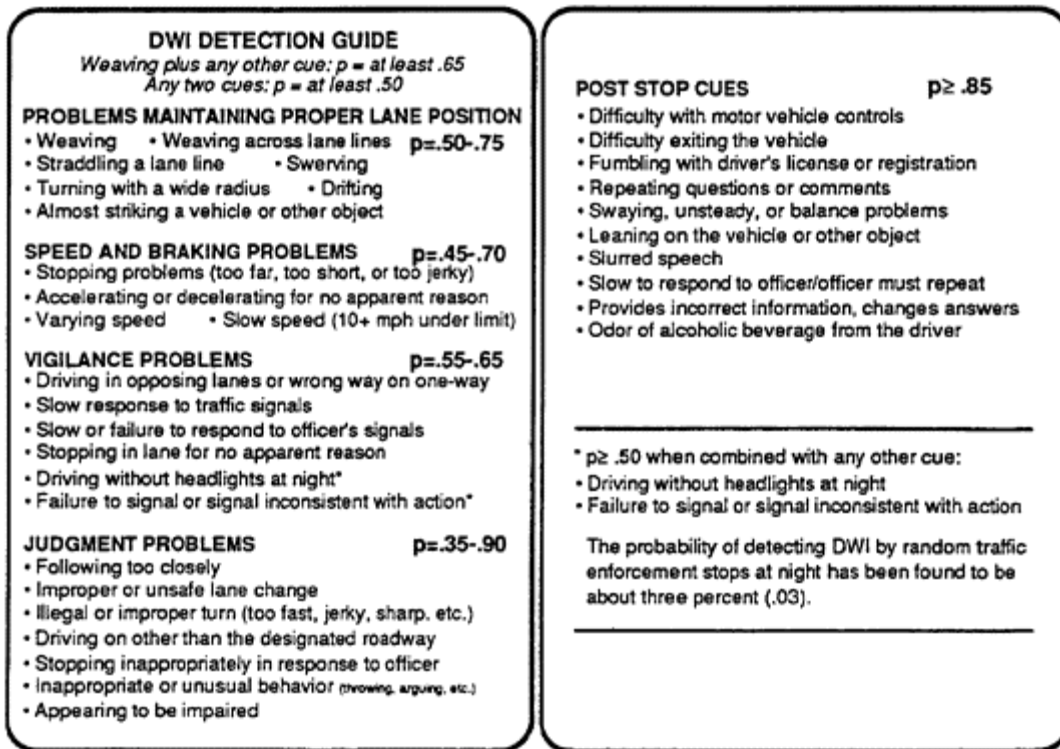 DWI DETECTION GUIDE
Weaving plus any other cue: p = at least .65
Any two cues: p = at least .50
PROBLEMS MAINTAINING PROPER LANE POSITION
• Weaving • Weaving across lane lines p=.50-.75
• Straddling a lane line • Swerving
• Turning with a wide radius • Drifting
• Almost striking a vehicle or other object
SPEED AND BRAKING PROBLEMS p=.45-.70
• Stopping problems (too far, too short, or too jerky)
• Accelerating or decelerating for no apparent reason
• Varying speed • Slow speed (10+ mph under limit)
VIGILANCE PROBLEMS p=.55-.65
• Driving in opposing lanes or wrong way on one-way
• Slow response to traffic signals
• Slow or failure to respond to officer's signals
• Stopping in lane for no apparent reason
• Driving without headlights at night*
• Failure to signal or signal inconsistent with action*
JUDGMENT PROBLEMS p=.35-.90
• Following too closely
• Improper or unsafe lane change
• Illegal or improper turn (too fast, jerky, sharp. etc.)
• Driving on other than the designated roadway
• Stopping inappropriately in response to officer
• Inappropriate or unusual behavior (throwing, arguing, etc.)
• Appearing to be impaired
POST STOP CUES p≥ .85
• Difficulty with motor vehicle controls
• Difficulty exiting the vehicle
• Fumbling with driver's license or registration
• Repeating questions or comments
• Swaying, unsteady, or balance problems
• Leaning on the vehicle or other object
• Slurred speech
• Slow to respond to officer/officer must repeat
• Provides incorrect information, changes answers
• Odor of alcoholic beverage from the driver
* p≥ .50 when combined with any other cue:
• Driving without headlights at night
• Failure to signal or signal inconsistent with action
The probability of detecting DWI by random traffic
enforcement stops at night has been found to be
about three percent (.03).